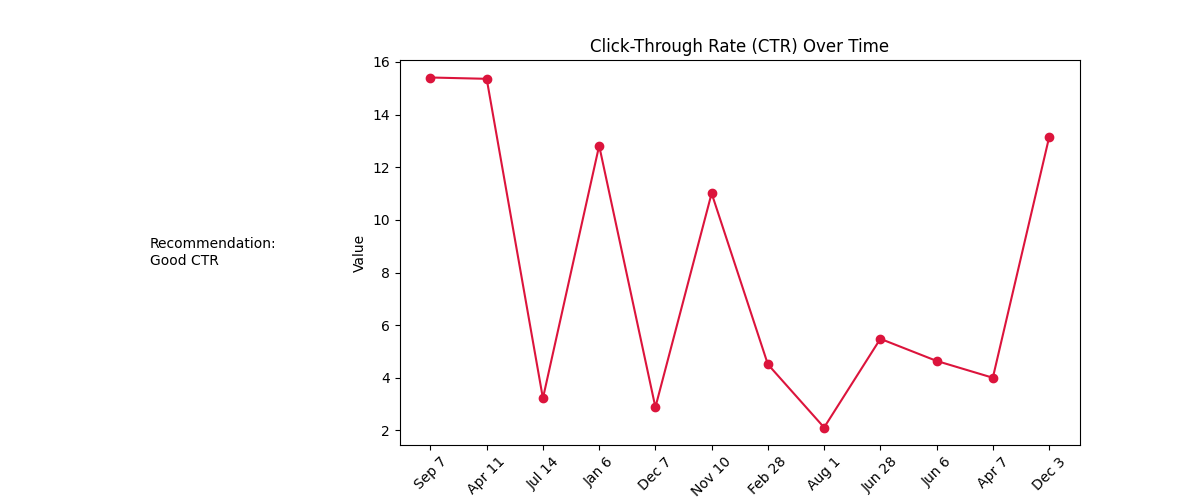 Click-Through Rate (CTR) Over Time
Recommendation:
Good CTR
Value
16
14
12
10
8
6
4
2
Sep 7
Apr 11
Jul 14
Jan 6
Dec 7
Nov 10
Feb 28
Aug 1
Jun 28
Jun 6
Apr 7
Dec 3